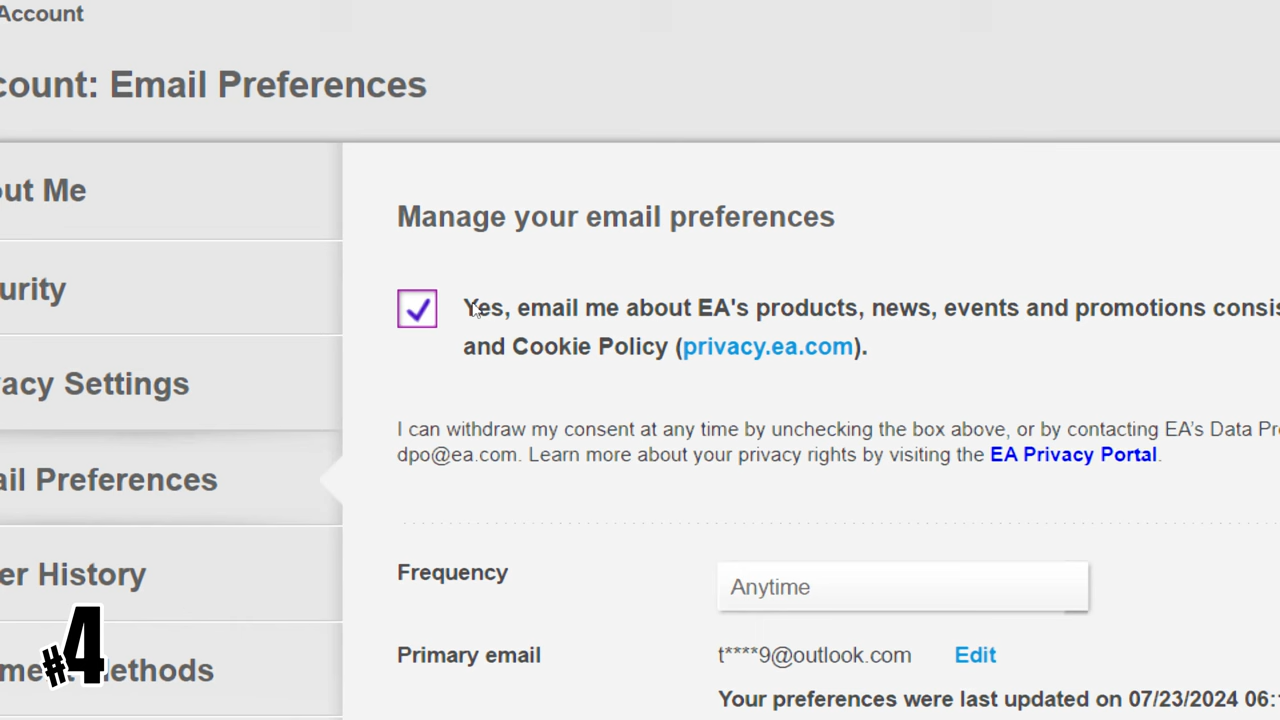 Account
count: Email Preferences
out Me
urity
vacy Settings
ail Preferences
er History
#4
Manage your email preferences
Yes, email me about EA's products, news, events and promotions consis
and Cookie Policy (privacy.ea.com).
I can withdraw my consent at any time by unchecking the box above, or by contacting EA's Data Pr
dpo@ea.com. Learn more about your privacy rights by visiting the EA Privacy Portal.
Frequency
Anytime
Primary email
t****9@outlook.com Edit
Your preferences were last updated on 07/23/2024 06: